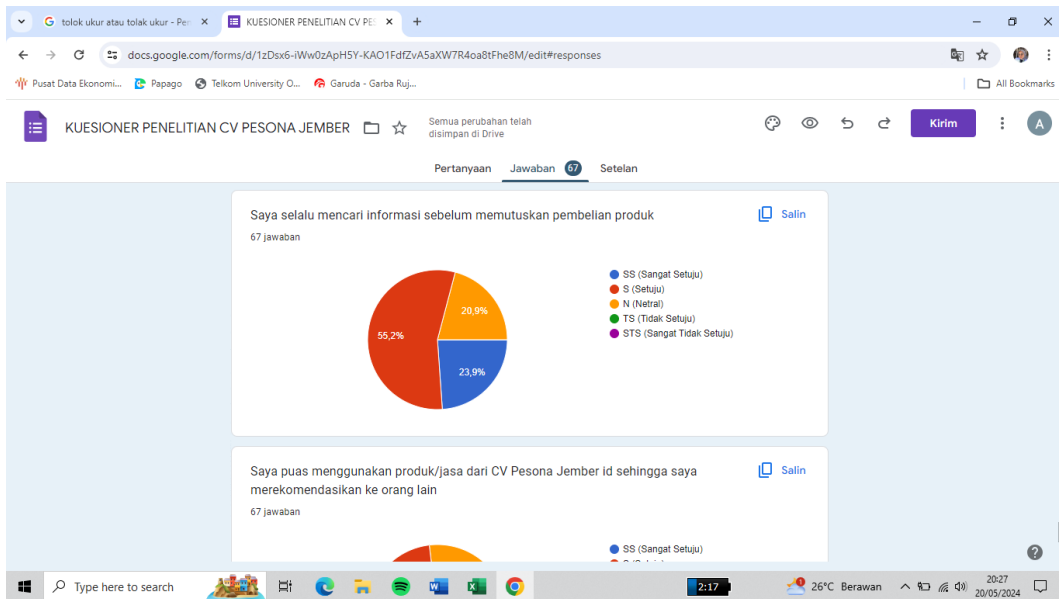 tolok ukur atau tolak ukur - Pen
KUESIONER PENELITIAN CV PES
docs.google.com/forms/d/1zDsx6-iWw0zApH5Y-KAO1FdfZvA5aXW7R4oa8tFhe8M/edit#responses
Pusat Data Ekonomi...
Papago
Telkom University O...
Garuda - Garba Ruj...
All Bookmarks
KUESIONER PENELITIAN CV PESONA JEMBER
Semua perubahan telah
disimpan di Drive
Kirim
A
Pertanyaan Jawaban 67 Setelan
Saya selalu mencari informasi sebelum memutuskan pembelian produk
Salin
67 jawaban
SS (Sangat Setuju)
S (Setuju)
N (Netral)
TS (Tidak Setuju)
STS (Sangat Tidak Setuju)
20,9%
55,2%
23,9%
Saya puas menggunakan produk/jasa dari CV Pesona Jember id sehingga saya
merekomendasikan ke orang lain
Salin
67 jawaban
SS (Sangat Setuju)
Type here to search
2:17
26°C Berawan
20:27
20/05/2024